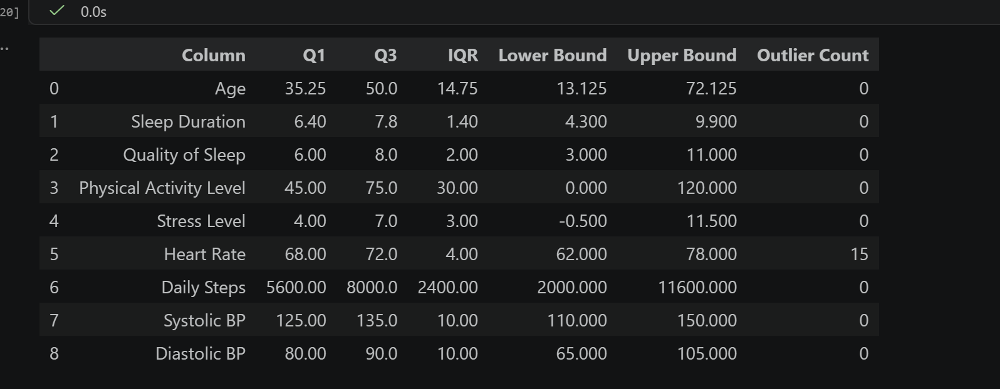 20] 0.0s
Column Q1 Q3 IQR Lower Bound Upper Bound Outlier Count
0 Age 35.25 50.0 14.75 13.125 72.125 0
1 Sleep Duration 6.40 7.8 1.40 4.300 9.900 0
2 Quality of Sleep 6.00 8.0 2.00 3.000 11.000 0
3 Physical Activity Level 45.00 75.0 30.00 0.000 120.000 0
4 Stress Level 4.00 7.0 3.00 -0.500 11.500 0
5 Heart Rate 68.00 72.0 4.00 62.000 78.000 15
6 Daily Steps 5600.00 8000.0 2400.00 2000.000 11600.000 0
7 Systolic BP 125.00 135.0 10.00 110.000 150.000 0
8 Diastolic BP 80.00 90.0 10.00 65.000 105.000 0